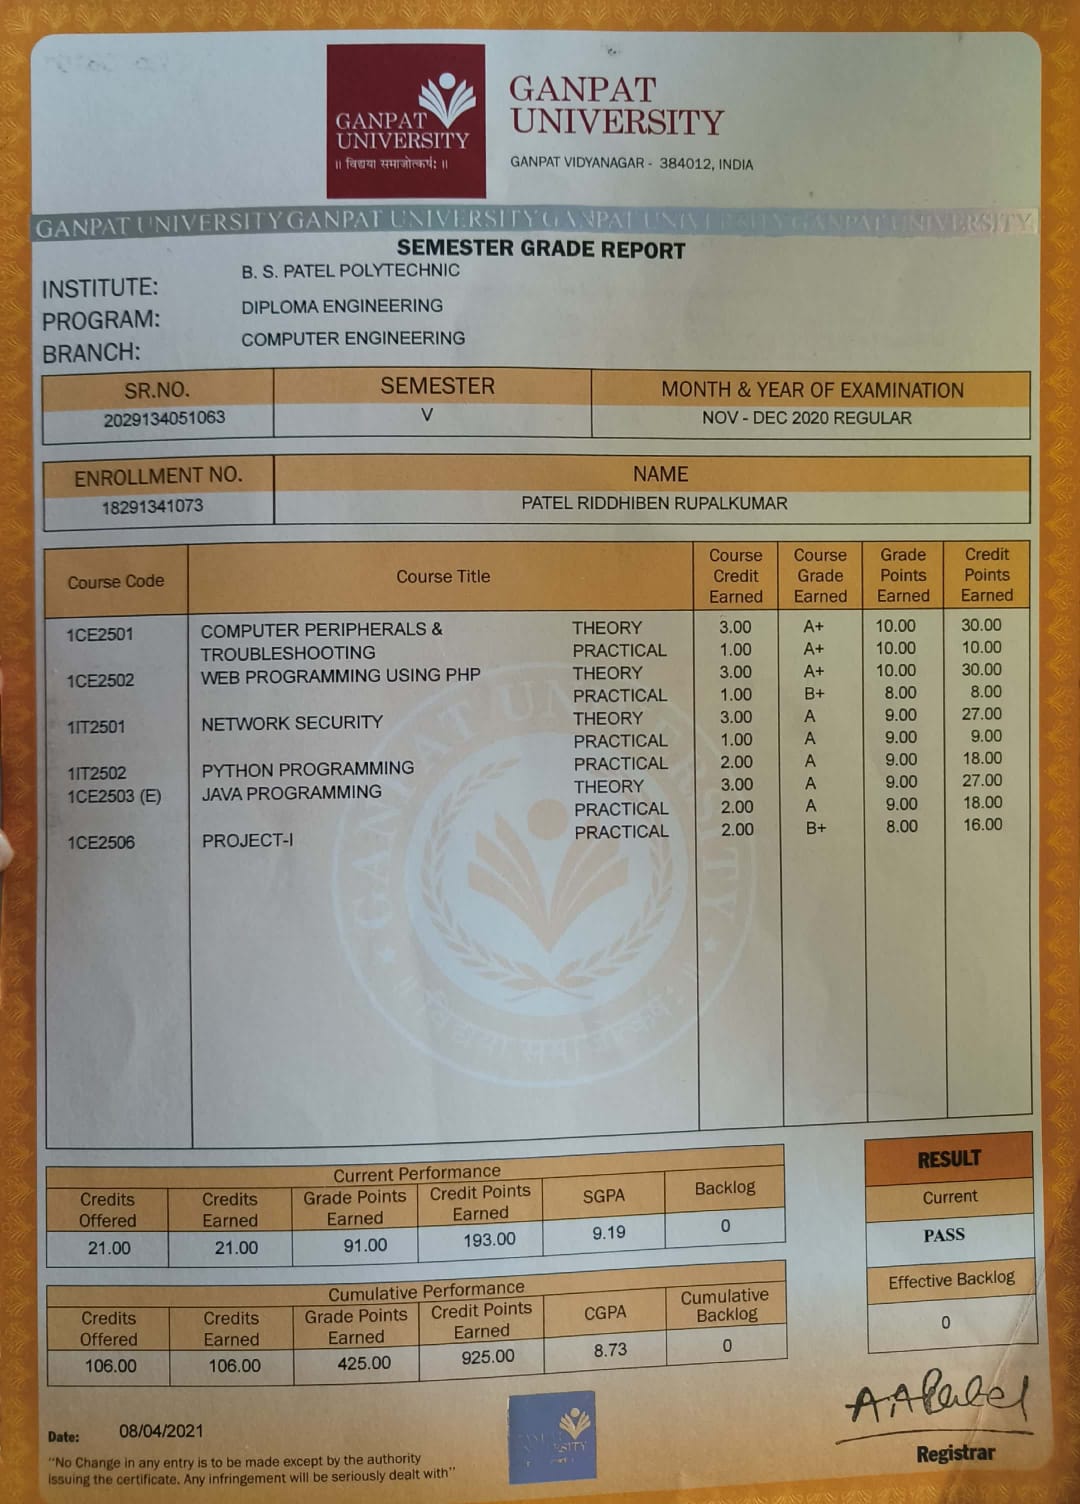 GANPAT
UNIVERSITY
॥ विद्यया समाजोत्कर्षः ॥
GANPAT
UNIVERSITY
GANPAT VIDYANAGAR - 384012, INDIA
GANPAT UNIVERSITY GANPAT UNIVERSITY GANPAT UNIVERSITY GANPAT UNIVERSITY
SEMESTER GRADE REPORT
INSTITUTE: B. S. PATEL POLYTECHNIC
PROGRAM: DIPLOMA ENGINEERING
BRANCH: COMPUTER ENGINEERING
SR.NO. SEMESTER MONTH & YEAR OF EXAMINATION
2029134051063 V NOV - DEC 2020 REGULAR
ENROLLMENT NO. NAME
18291341073 PATEL RIDDHIBEN RUPALKUMAR
Course Code Course Title Course Credit Earned Course Grade Earned Grade Points Earned Credit Points Earned
1CE2501 COMPUTER PERIPHERALS & THEORY 3.00 A+ 10.00 30.00
TROUBLESHOOTING PRACTICAL 1.00 A+ 10.00 10.00
1CE2502 WEB PROGRAMMING USING PHP THEORY 3.00 A+ 10.00 30.00
PRACTICAL 1.00 B+ 8.00 8.00
1IT2501 NETWORK SECURITY THEORY 3.00 A 9.00 27.00
PRACTICAL 1.00 A 9.00 9.00
1IT2502 PYTHON PROGRAMMING PRACTICAL 2.00 A 9.00 18.00
1CE2503 (E) JAVA PROGRAMMING THEORY 3.00 A 9.00 27.00
PRACTICAL 2.00 A 9.00 18.00
1CE2506 PROJECT-I PRACTICAL 2.00 B+ 8.00 16.00
GANPAT UNIVERSITY
॥ विद्यया समाजोत्कर्षः ॥
Current Performance
Credits Offered Credits Earned Grade Points Earned Credit Points Earned SGPA Backlog
21.00 21.00 91.00 193.00 9.19 0
Cumulative Performance
Credits Offered Credits Earned Grade Points Earned Credit Points Earned CGPA Cumulative Backlog
106.00 106.00 425.00 925.00 8.73 0
RESULT
Current
PASS
Effective Backlog
0
A.A.Patel
Registrar
Date: 08/04/2021
"No Change in any entry is to be made except by the authority
issuing the certificate. Any infringement will be seriously dealt with"